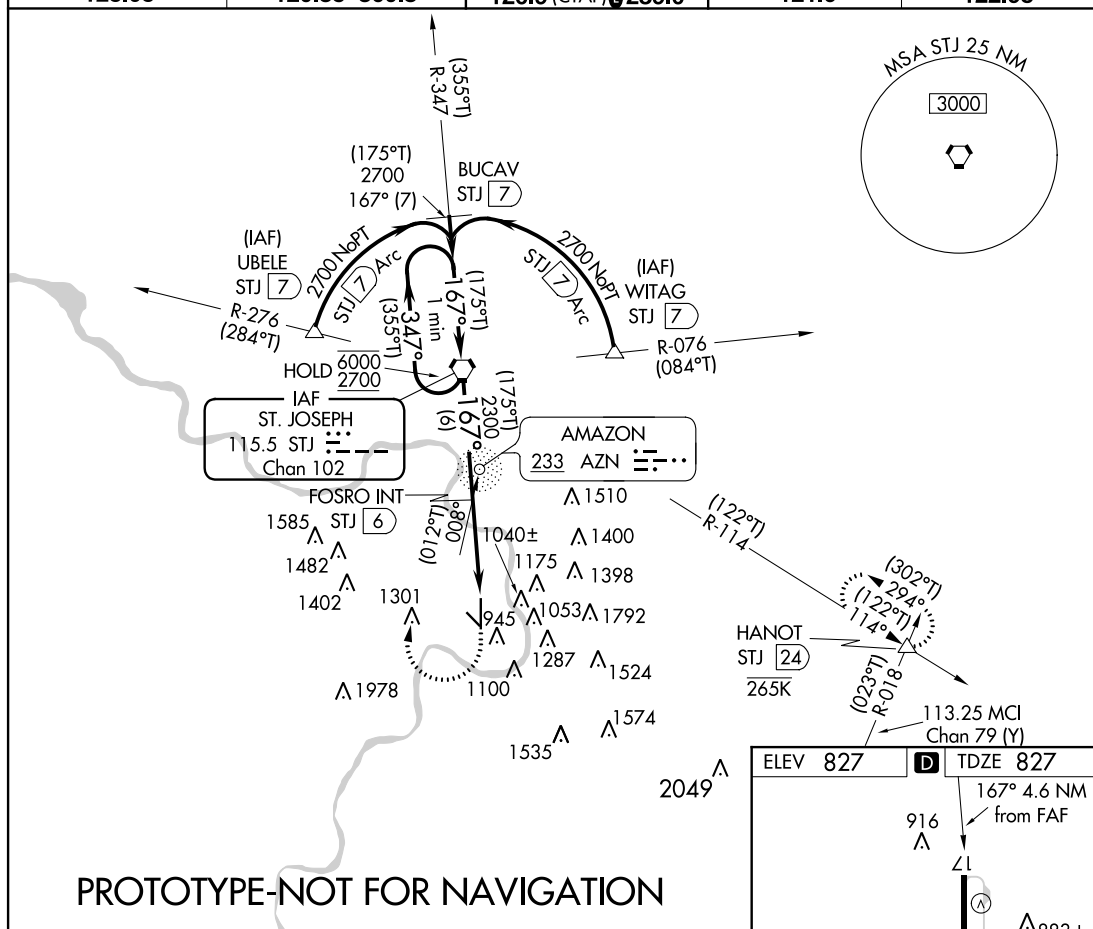 (355°T)
R-347
MSA STJ 25 NM
3000
(175°T)
2700
167° (7)
BUCAV
STJ 7
(IAF)
UBELE
STJ 7
2700 NoPT
STJ 7 Arc
2700 NoPT
STJ 7 Arc
(IAF)
WITAG
STJ 7
R-276
(284°T)
R-076
(084°T)
(175°T)
167°
1 min
347°
(355°T)
HOLD 6000
2700
IAF
ST. JOSEPH
115.5 STJ
Chan 102
(175°T)
2300
167°
(6)
AMAZON
233 AZN
FOSRO INT
STJ 6
(012°T)
008°
1510
1585
1482
1402
1400
1040±
1175
1398
1301
945
1053
1792
1287
1100
1524
1978
1574
1535
2049
(122°T)
R-114
(302°T)
294°
(122°T)
114°
HANOT
STJ 24
265K
(023°T)
R-018
113.25 MCI
Chan 79 (Y)
ELEV 827 D TDZE 827
167° 4.6 NM
from FAF
916
17
PROTOTYPE-NOT FOR NAVIGATION